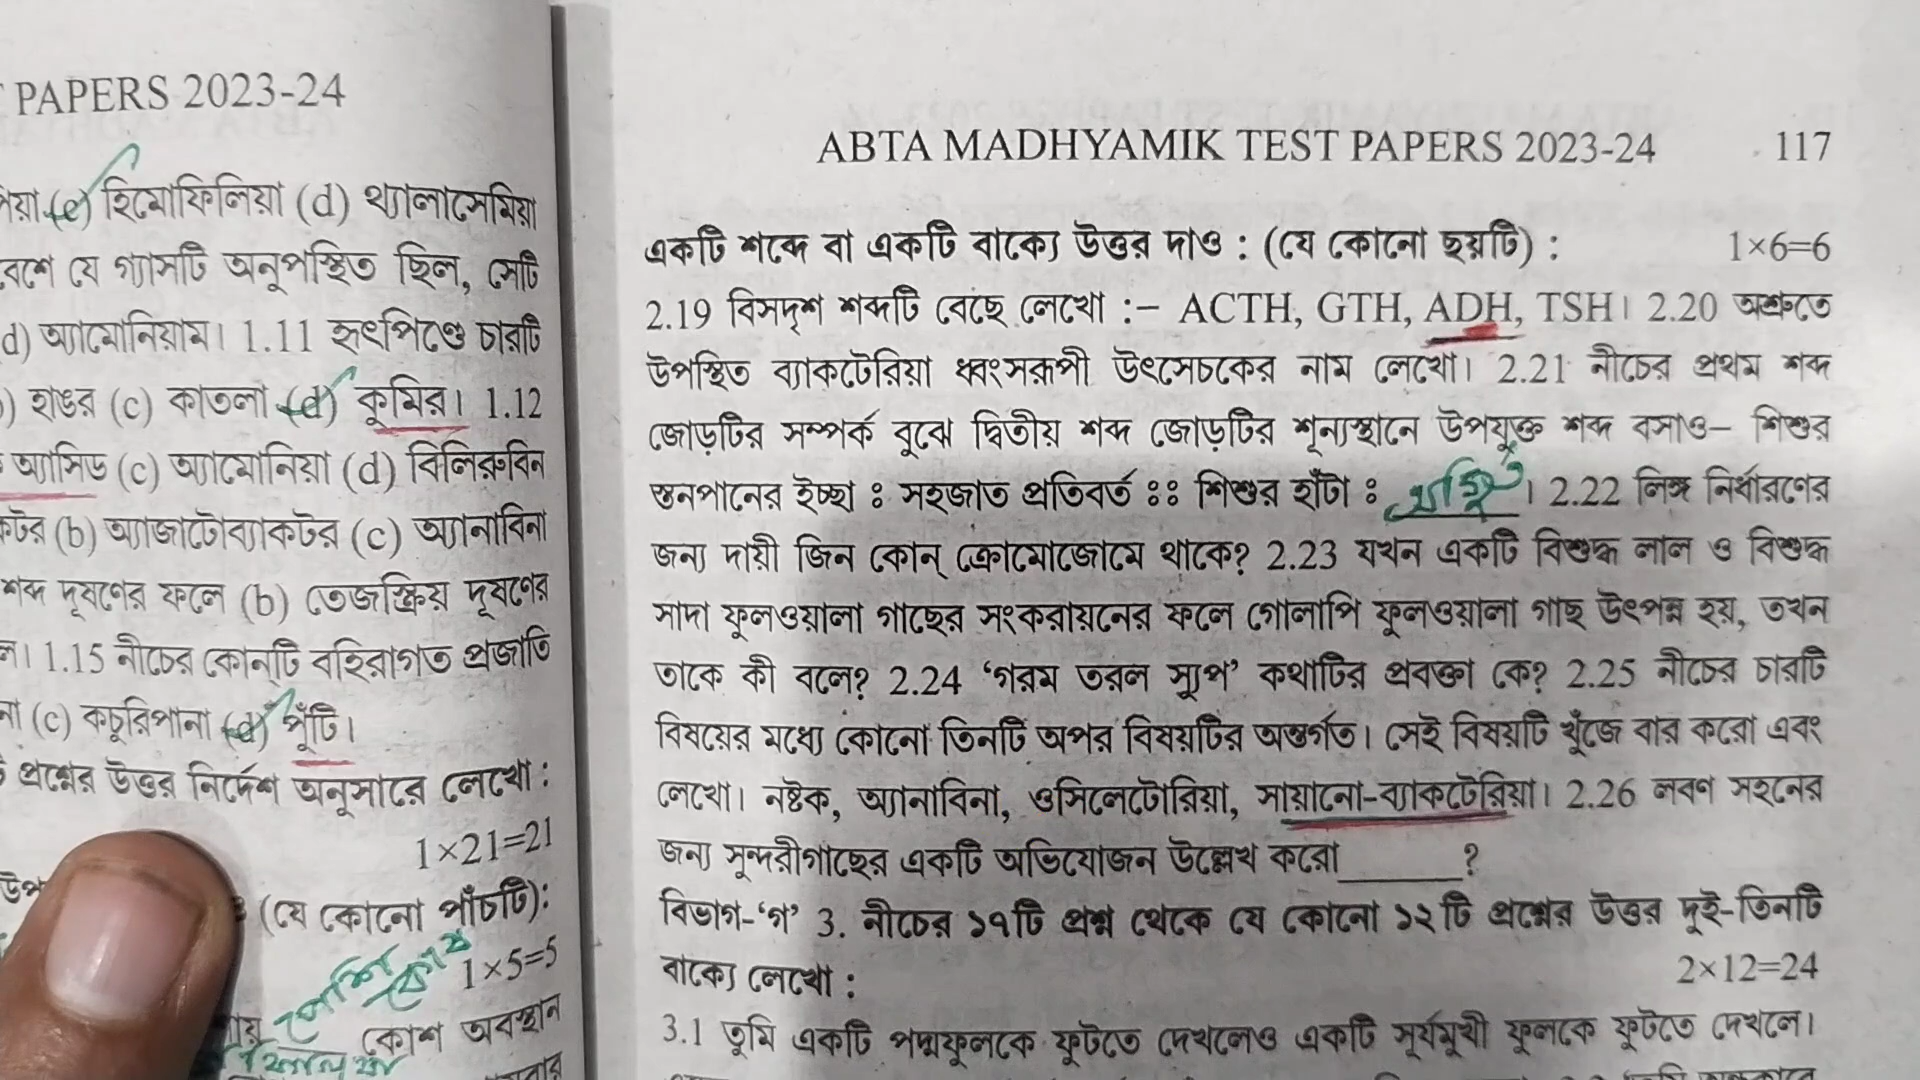 PAPERS 2023-24
(c) হিমোফিলিয়া (d) থ্যালাসেমিয়া
যে গ্যাসটি অনুপস্থিত ছিল, সেটি
d) অ্যামোনিয়াম। 1.11 হৃৎপিণ্ডে চারটি
) হাঙর (c) কাতলা (d) কুমির। 1.12
অ্যাসিড (c) অ্যামোনিয়া (d) বিলিরুবিন
(b) অ্যাজাটোব্যাকটর (c) অ্যানাবিনা
শব্দ দূষণের ফলে (b) তেজস্ক্রিয় দূষণের
1.15 নীচের কোন্‌টি বহিরাগত প্রজাতি
(c) কচুরিপানা (d) পুঁটি।
প্রশ্নের উত্তর নির্দেশ অনুসারে লেখো :
1×21=21
(যে কোনো পাঁচটি):
1×5=5
কোশ অবস্থান
ABTA MADHYAMIK TEST PAPERS 2023-24 117
একটি শব্দে বা একটি বাক্যে উত্তর দাও : (যে কোনো ছয়টি) : 1×6=6
2.19 বিসদৃশ শব্দটি বেছে লেখো :– ACTH, GTH, ADH, TSH। 2.20 অশ্রুতে
উপস্থিত ব্যাকটেরিয়া ধ্বংসরূপী উৎসেচকের নাম লেখো। 2.21 নীচের প্রথম শব্দ
জোড়টির সম্পর্ক বুঝে দ্বিতীয় শব্দ জোড়টির শূন্যস্থানে উপযুক্ত শব্দ বসাও– শিশুর
স্তনপানের ইচ্ছা : সহজাত প্রতিবর্ত :: শিশুর হাঁটা : ______। 2.22 লিঙ্গ নির্ধারণের
জন্য দায়ী জিন কোন্ ক্রোমোজোমে থাকে? 2.23 যখন একটি বিশুদ্ধ লাল ও বিশুদ্ধ
সাদা ফুলওয়ালা গাছের সংকরায়নের ফলে গোলাপি ফুলওয়ালা গাছ উৎপন্ন হয়, তখন
তাকে কী বলে? 2.24 ‘গরম তরল স্যুপ’ কথাটির প্রবক্তা কে? 2.25 নীচের চারটি
বিষয়ের মধ্যে কোনো তিনটি অপর বিষয়টির অন্তর্গত। সেই বিষয়টি খুঁজে বার করো এবং
লেখো। নষ্টক, অ্যানাবিনা, ওসিলেটোরিয়া, সায়ানো-ব্যাকটেরিয়া। 2.26 লবণ সহনের
জন্য সুন্দরীগাছের একটি অভিযোজন উল্লেখ করো______?
বিভাগ-‘গ’ 3. নীচের ১৭টি প্রশ্ন থেকে যে কোনো ১২টি প্রশ্নের উত্তর দুই-তিনটি
বাক্যে লেখো : 2×12=24
3.1 তুমি একটি পদ্মফুলকে ফুটতে দেখলেও একটি সূর্যমুখী ফুলকে ফুটতে দেখলে।